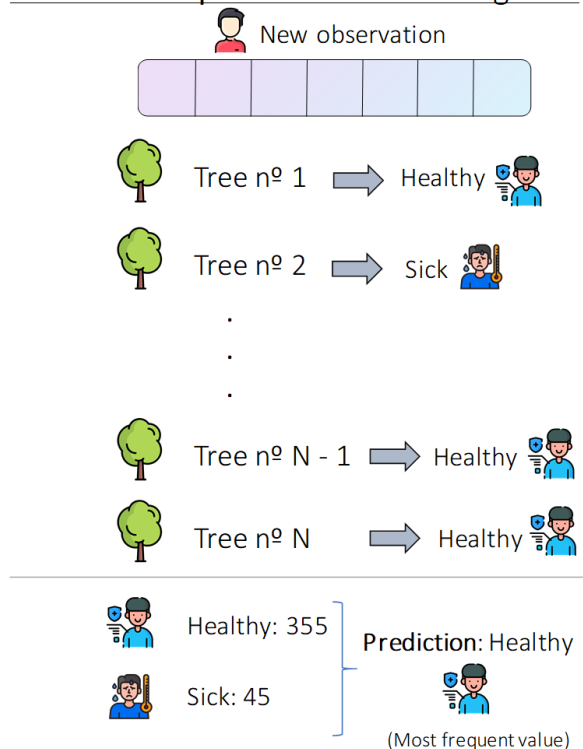 New observation
Tree nº 1
Healthy
Tree nº 2
Sick
.
.
.
Tree nº N - 1
Healthy
Tree nº N
Healthy
Healthy: 355
Sick: 45
Prediction: Healthy
(Most frequent value)